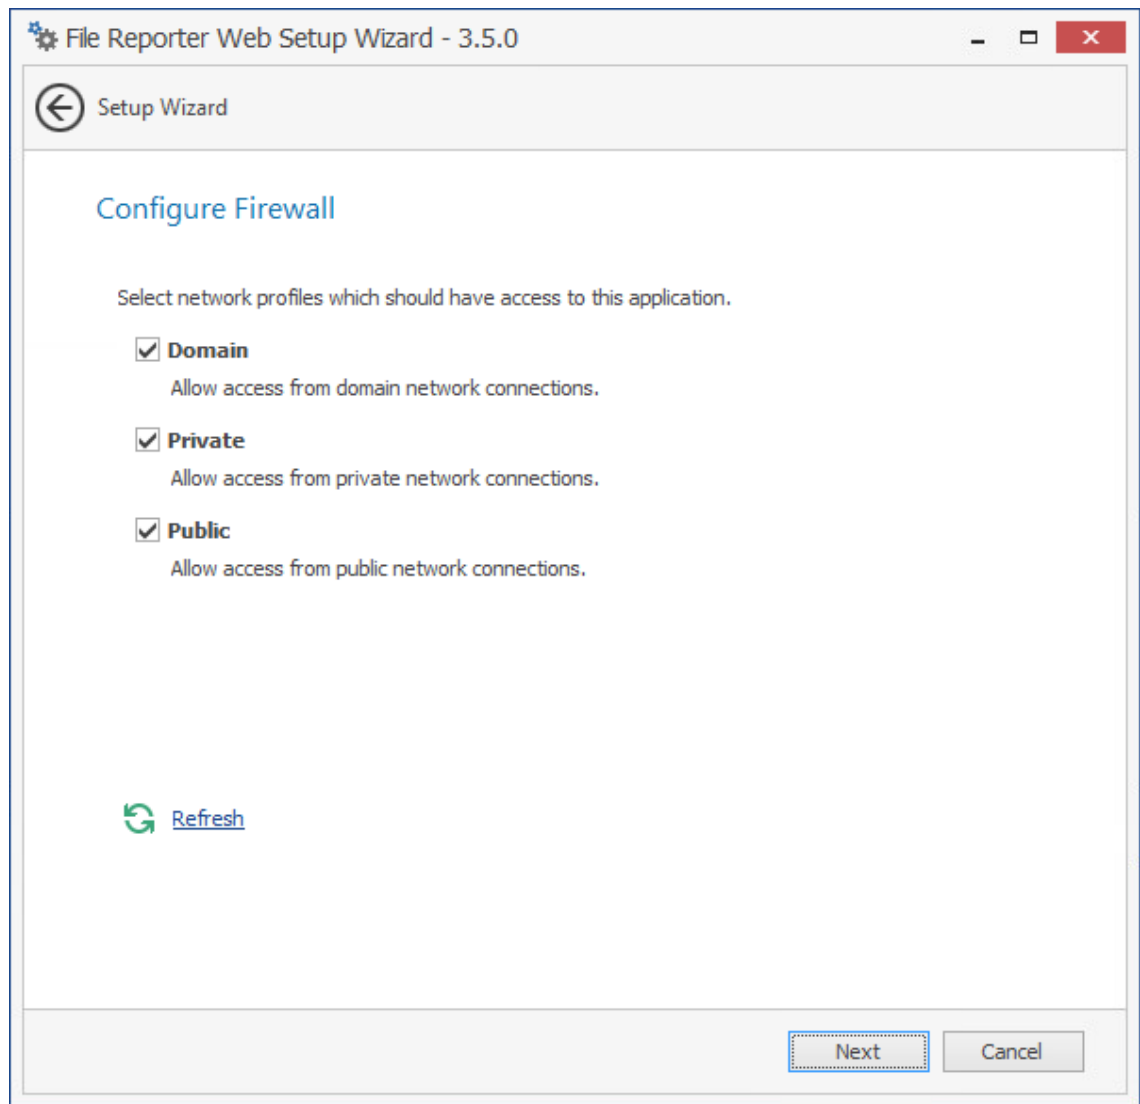 File Reporter Web Setup Wizard - 3.5.0
Setup Wizard
Configure Firewall
Select network profiles which should have access to this application.
Domain
Allow access from domain network connections.
Private
Allow access from private network connections.
Public
Allow access from public network connections.
Refresh
Next Cancel